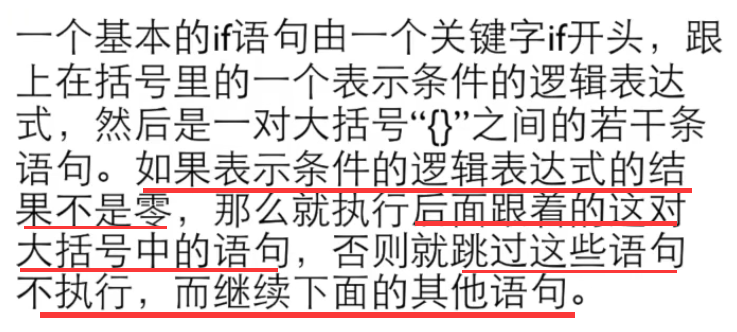 一个基本的if语句由一个关键字if开头，跟
上在括号里的一个表示条件的逻辑表达
式，然后是一对大括号“{}”之间的若干条
语句。如果表示条件的逻辑表达式的结
果不是零，那么就执行后面跟着的这对
大括号中的语句，否则就跳过这些语句
不执行，而继续下面的其他语句。